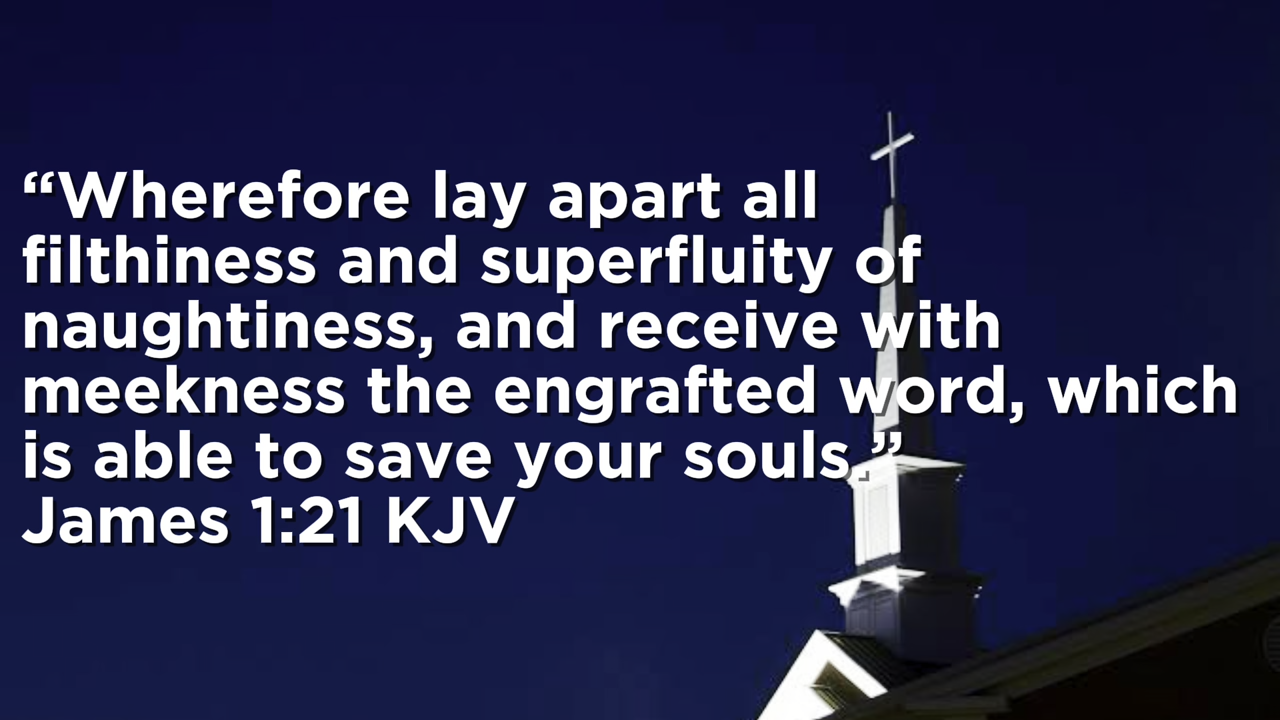 “Wherefore lay apart all
filthiness and superfluity of
naughtiness, and receive with
meekness the engrafted word, which
is able to save your souls.”
James 1:21 KJV